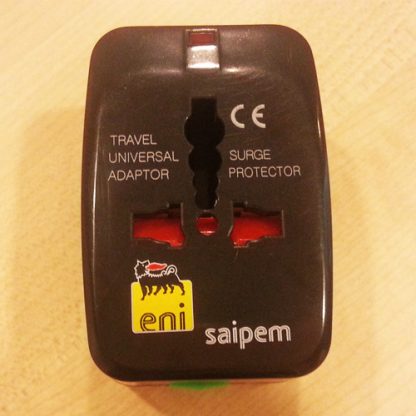 CE
TRAVEL
UNIVERSAL
ADAPTOR
SURGE
PROTECTOR
eni
saipem